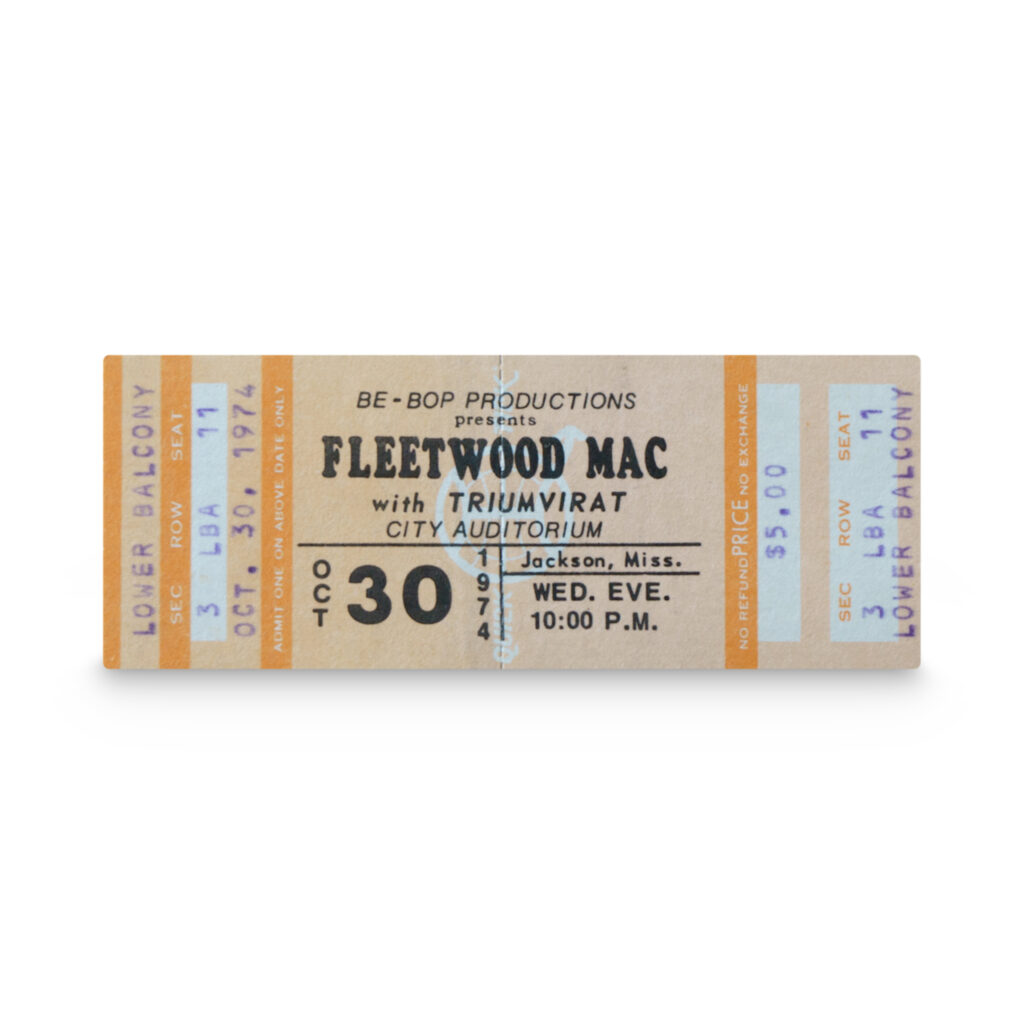 LOWER BALCONY
SEC ROW SEAT
3 LBA 11
OCT. 30, 1974
ADMIT ONE ON ABOVE DATE ONLY
BE-BOP PRODUCTIONS
presents
FLEETWOOD MAC
with TRIUMVIRAT
CITY AUDITORIUM
OCT 30 1974
Jackson, Miss.
WED. EVE.
10:00 P.M.
NO REFUND PRICE NO EXCHANGE
$5.00
SEC ROW SEAT
3 LBA 11
LOWER BALCONY